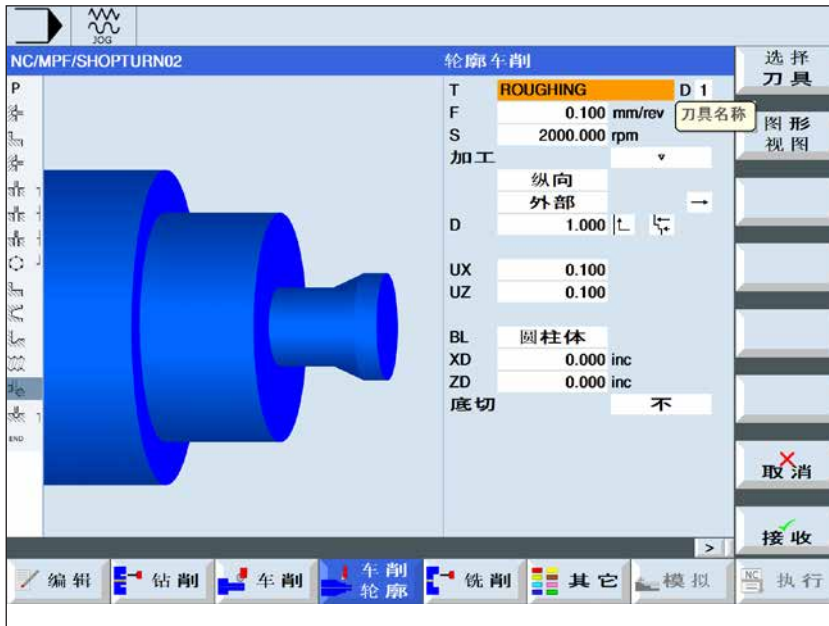 JOG
NC/MPF/SHOPTURN02
轮廓车削
P
END
T ROUGHING D 1
F 0.100 mm/rev
刀具名称
S 2000.000 rpm
加工
纵向
外部
D 1.000
UX 0.100
UZ 0.100
BL 圆柱体
XD 0.000 inc
ZD 0.000 inc
底切 不
选择
刀具
图形
视图
取消
接收
>
编辑
钻削
车削
车削
轮廓
铣削
其它
模拟
NC
执行